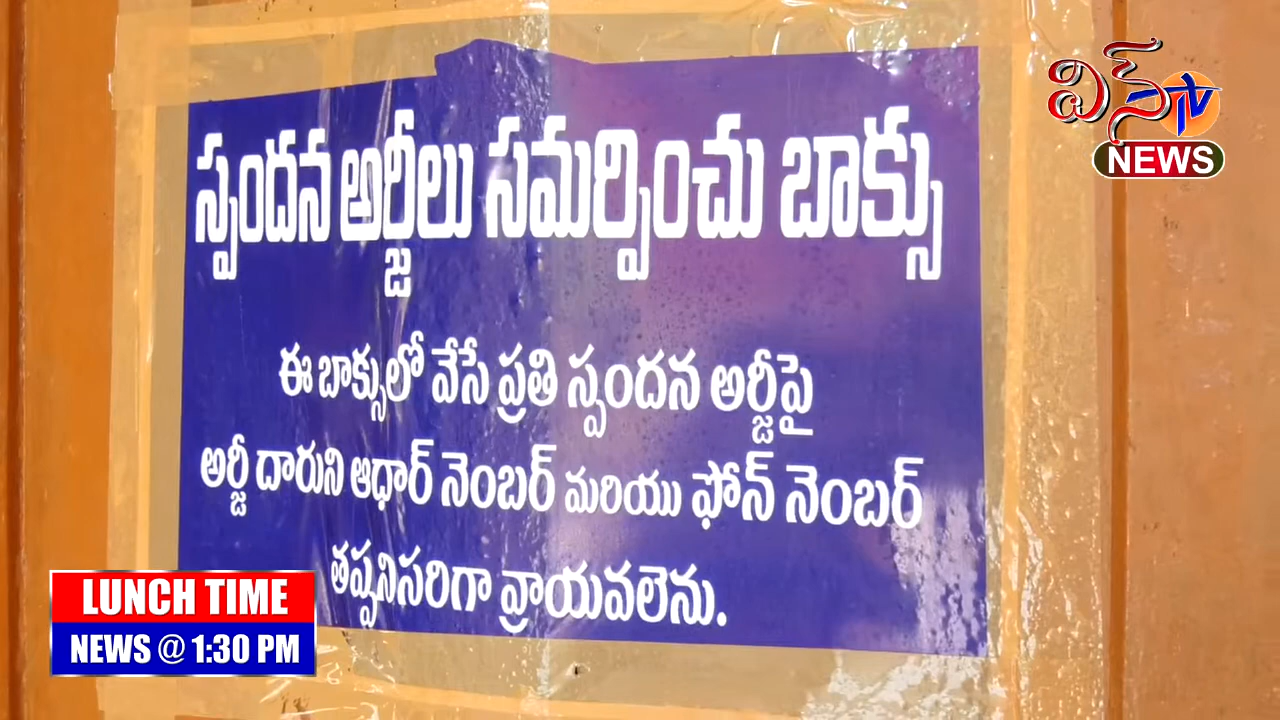 స్పందన అర్జీలు సమర్పించు బాక్సు
ఈ బాక్సులో వేసే ప్రతి స్పందన అర్జీపై
అర్జీ దారుని ఆధార్ నెంబర్ మరియు ఫోన్ నెంబర్
తప్పనిసరిగా వ్రాయవలెను.
విన్ TV
NEWS
LUNCH TIME
NEWS @ 1:30 PM